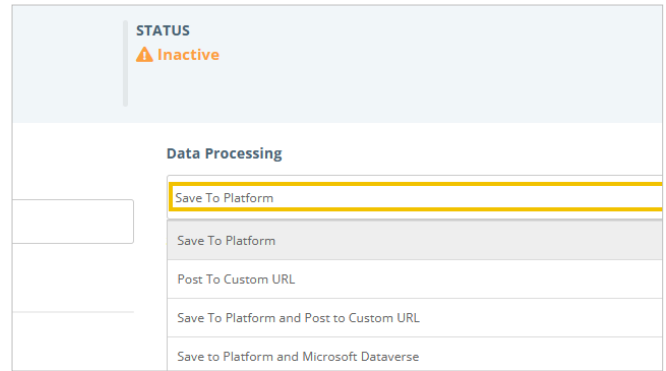 STATUS
Inactive
Data Processing
Save To Platform
Save To Platform
Post To Custom URL
Save To Platform and Post to Custom URL
Save to Platform and Microsoft Dataverse